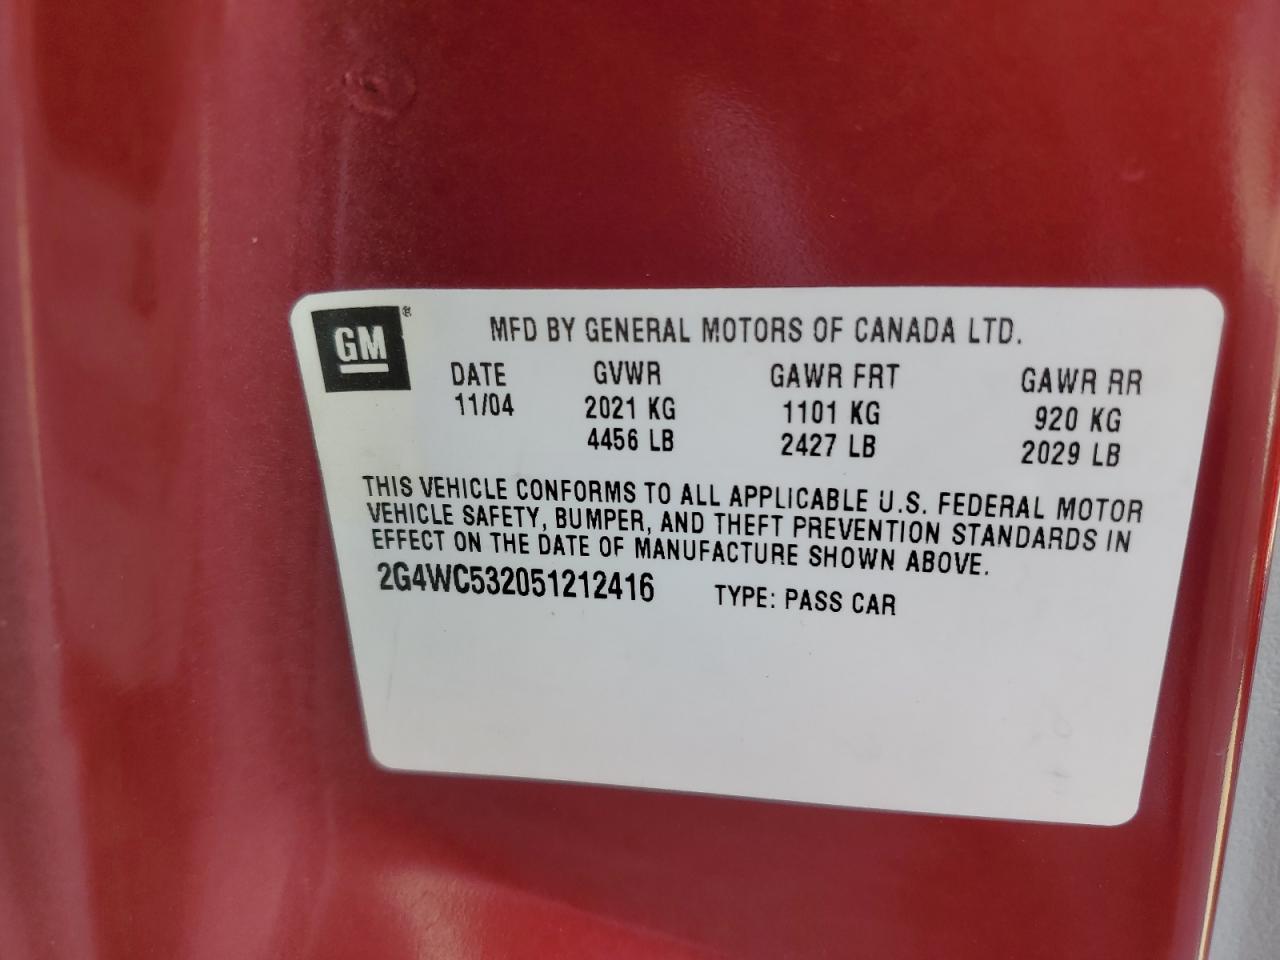 GM®
MFD BY GENERAL MOTORS OF CANADA LTD.
DATE GVWR GAWR FRT GAWR RR
11/04 2021 KG 1101 KG 920 KG
4456 LB 2427 LB 2029 LB
THIS VEHICLE CONFORMS TO ALL APPLICABLE U.S. FEDERAL MOTOR
VEHICLE SAFETY, BUMPER, AND THEFT PREVENTION STANDARDS IN
EFFECT ON THE DATE OF MANUFACTURE SHOWN ABOVE.
2G4WC532051212416 TYPE: PASS CAR